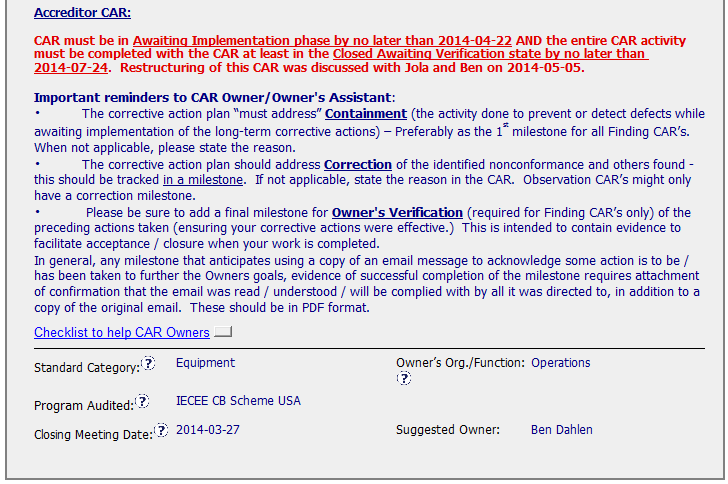 Accreditor CAR:
CAR must be in Awaiting Implementation phase by no later than 2014-04-22 AND the entire CAR activity
must be completed with the CAR at least in the Closed Awaiting Verification state by no later than
2014-07-24.  Restructuring of this CAR was discussed with Jola and Ben on 2014-05-05.
Important reminders to CAR Owner/Owner's Assistant:
• The corrective action plan “must address” Containment (the activity done to prevent or detect defects while
awaiting implementation of the long-term corrective actions) – Preferably as the 1st milestone for all Finding CAR’s.
When not applicable, please state the reason.
• The corrective action plan should address Correction of the identified nonconformance and others found -
this should be tracked in a milestone.  If not applicable, state the reason in the CAR.  Observation CAR’s might only
have a correction milestone.
• Please be sure to add a final milestone for Owner's Verification (required for Finding CAR’s only) of the
preceding actions taken (ensuring your corrective actions were effective.)  This is intended to contain evidence to
facilitate acceptance / closure when your work is completed.
In general, any milestone that anticipates using a copy of an email message to acknowledge some action is to be /
has been taken to further the Owners goals, evidence of successful completion of the milestone requires attachment
of confirmation that the email was read / understood / will be complied with by all it was directed to, in addition to a
copy of the original email.  These should be in PDF format.
Checklist to help CAR Owners
Standard Category: ? Equipment Owner’s Org./Function: Operations
?
Program Audited: ? IECEE CB Scheme USA
Closing Meeting Date: ? 2014-03-27 Suggested Owner: Ben Dahlen